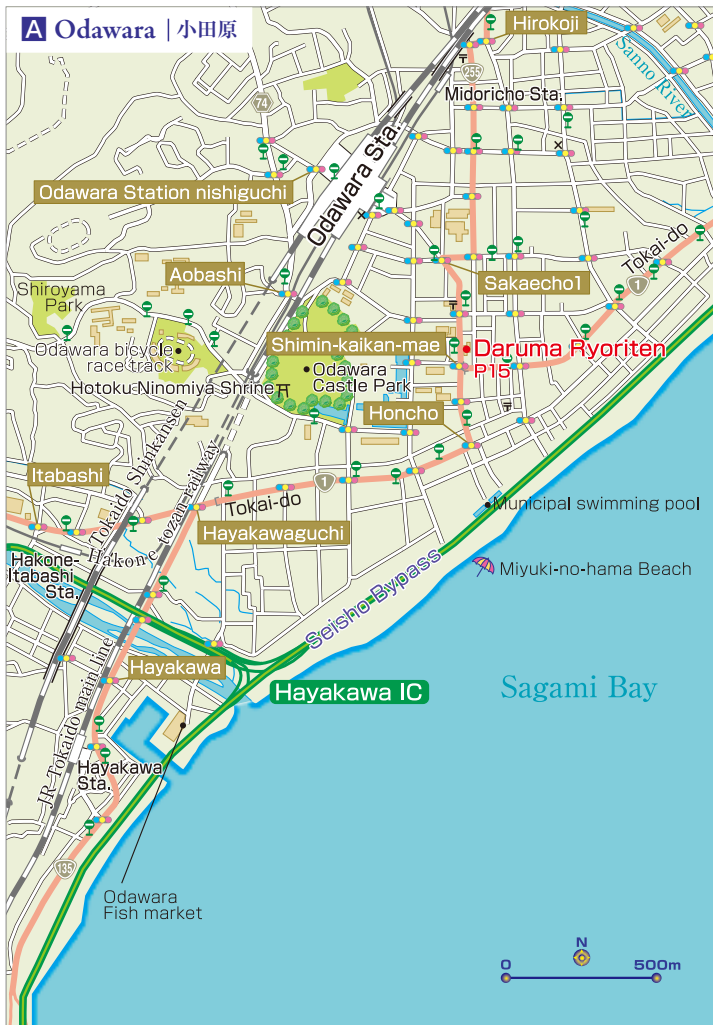 A Odawara | 小田原
Hirokoji
255
Sanno River
74
Midoricho Sta.
Odawara Sta.
Odawara Station nishiguchi
Tokai-do
1
Aobashi
Sakaecho1
Shiroyama
Park
Shimin-kaikan-mae
Daruma Ryoriten
P15
Odawara bicycle
race track
Odawara
Castle Park
Hotoku Ninomiya Shrine
Honcho
Itabashi
Tokaido Shinkansen
Hakone tozan railway
1
Tokai-do
Municipal swimming pool
Hayakawaguchi
Hakone-
Itabashi
Sta.
Miyuki-no-hama Beach
Seisho Bypass
Hayakawa
Hayakawa IC
Sagami Bay
JR Tokaido main line
Hayakawa
Sta.
135
Odawara
Fish market
N
0 500m